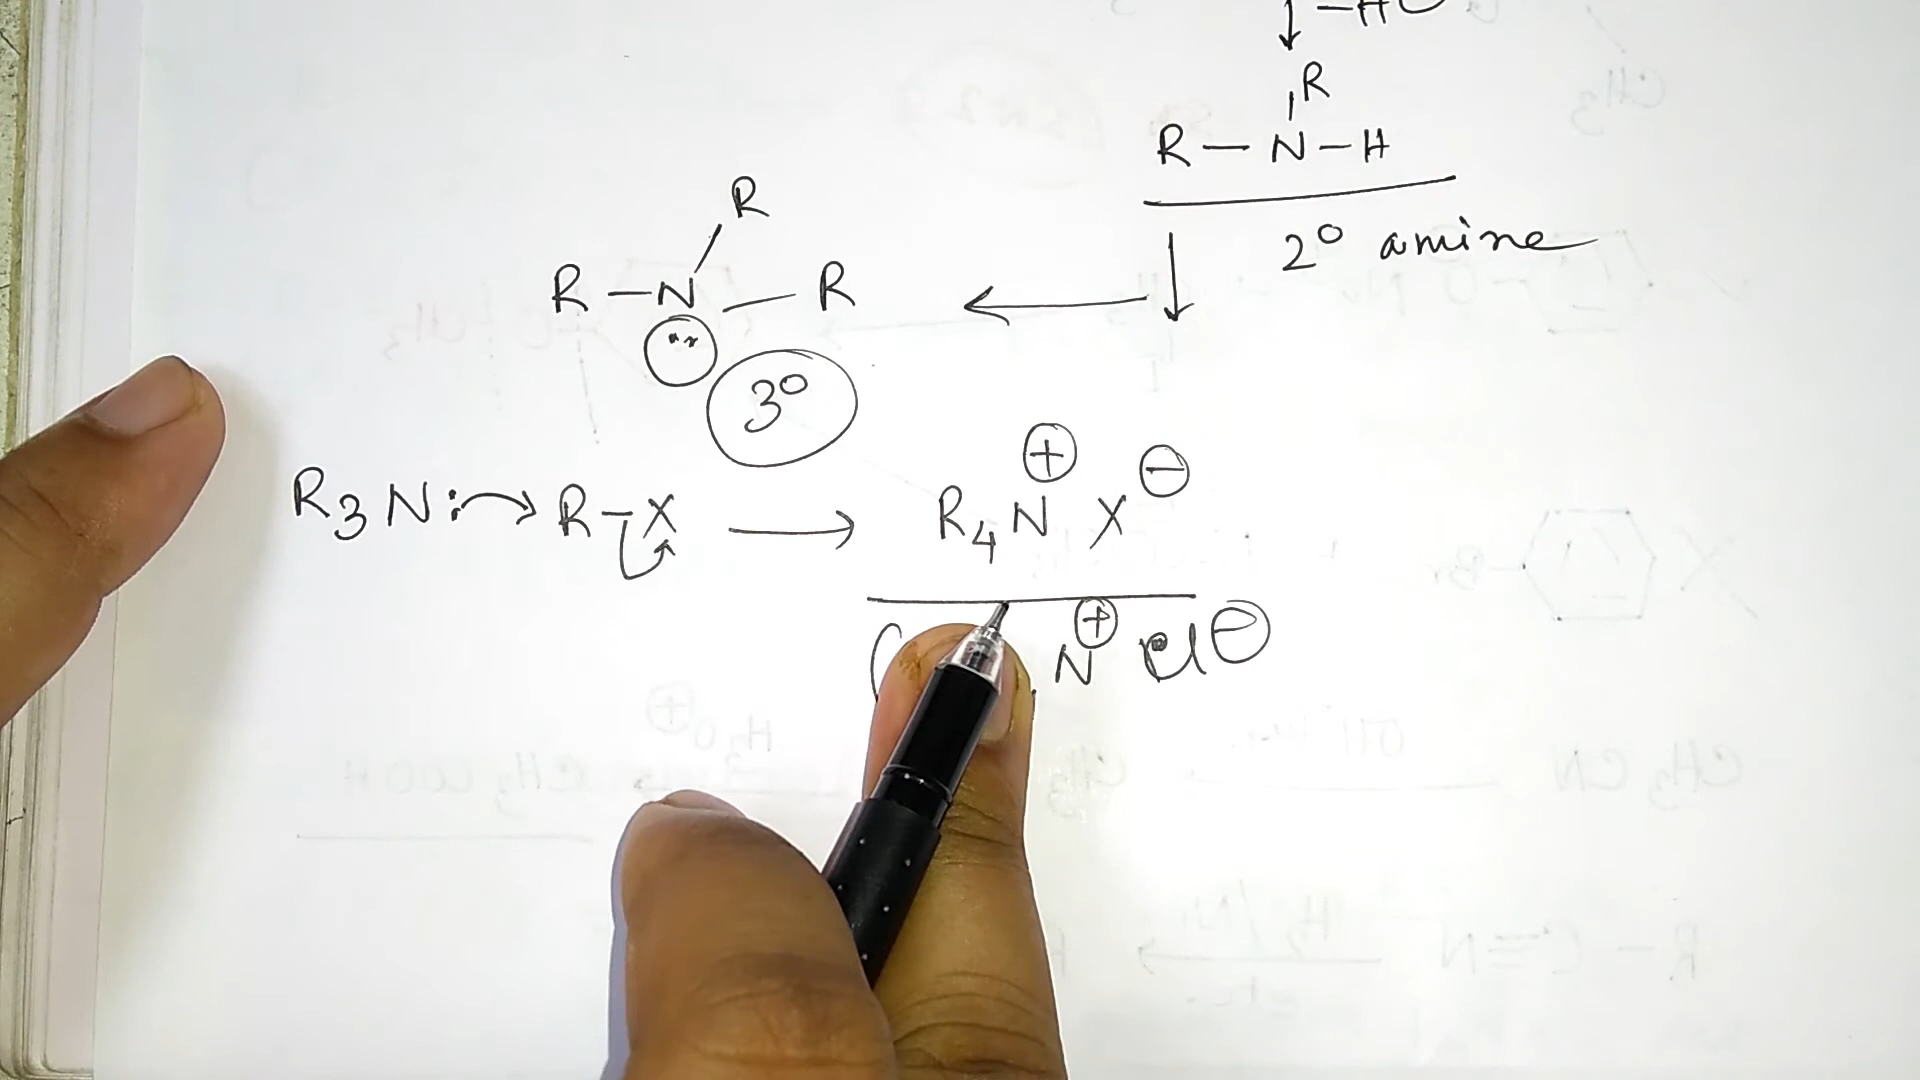 R
R — N — H
2° amine
R
R — N — R
3°
R₃N: R — X → R₄N⁺ X⁻
N⁺ Cl⁻